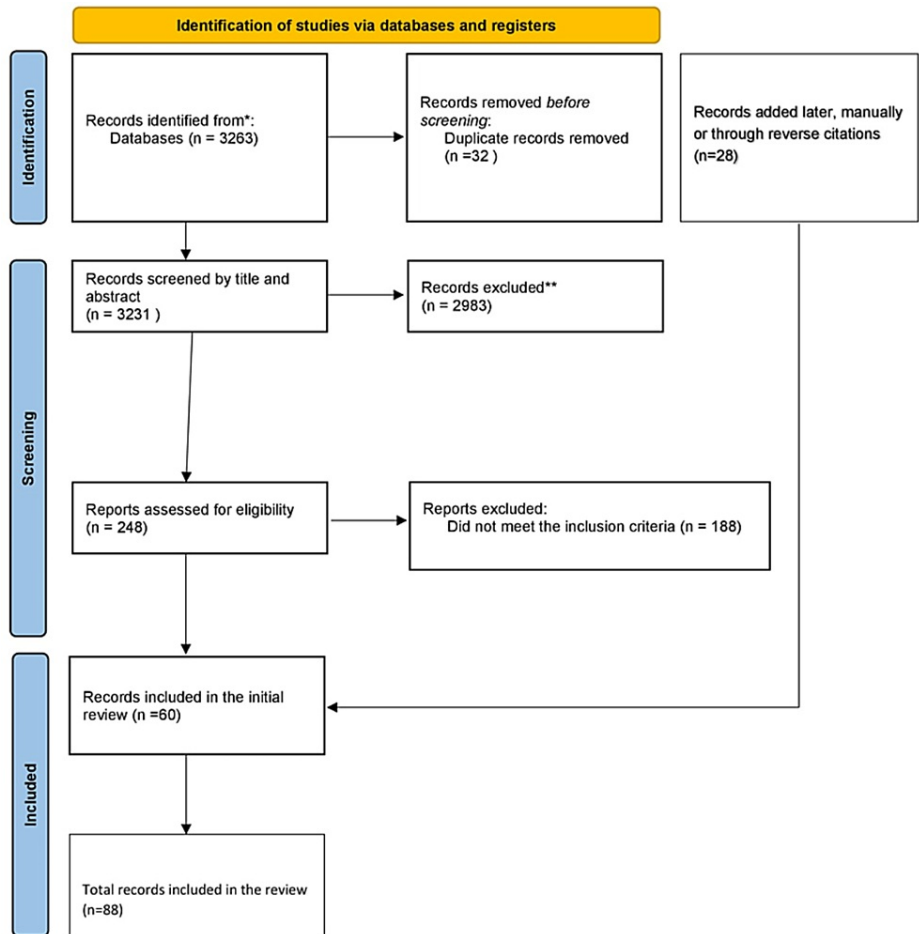 Identification of studies via databases and registers
Identification
Records identified from*:
Databases (n = 3263)
Records removed before
screening:
Duplicate records removed
(n =32 )
Records added later, manually
or through reverse citations
(n=28)
Screening
Records screened by title and
abstract
(n = 3231 )
Records excluded**
(n = 2983)
Reports assessed for eligibility
(n = 248)
Reports excluded:
Did not meet the inclusion criteria (n = 188)
Included
Records included in the initial
review (n =60)
Total records included in the review
(n=88)